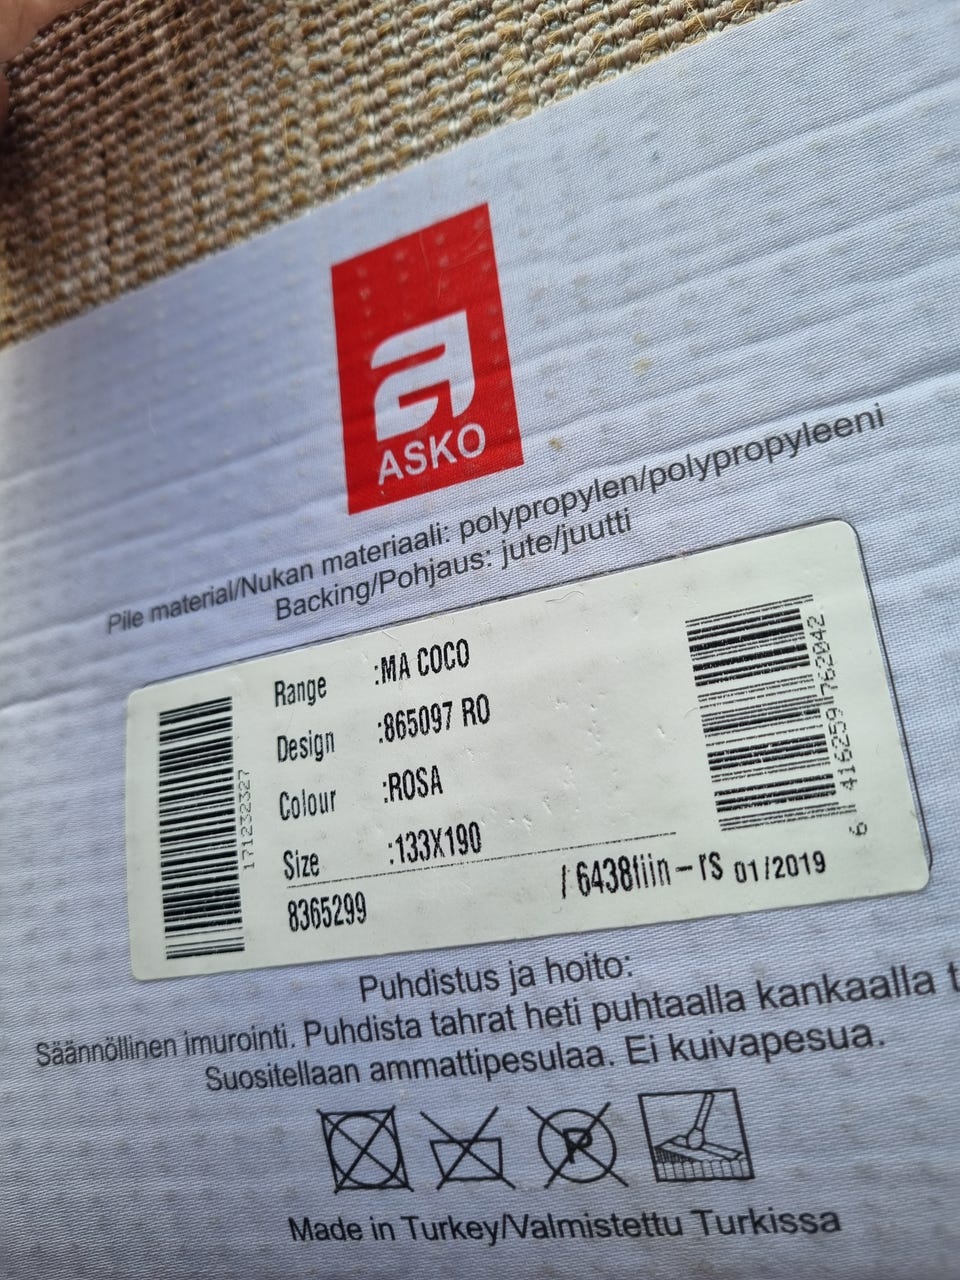 ASKO
Pile material/Nukan materiaali: polypropylen/polypropyleeni
Backing/Pohjaus: jute/juutti
Range :MA COCO
Design :865097 RO
Colour :ROSA
Size :133X190
8365299 / 6438tiin-rs 01/2019
171232327
6 416259 762042
Puhdistus ja hoito:
Säännöllinen imurointi. Puhdista tahrat heti puhtaalla kankaalla t
Suositellaan ammattipesulaa. Ei kuivapesua.
P
Made in Turkey/Valmistettu Turkissa